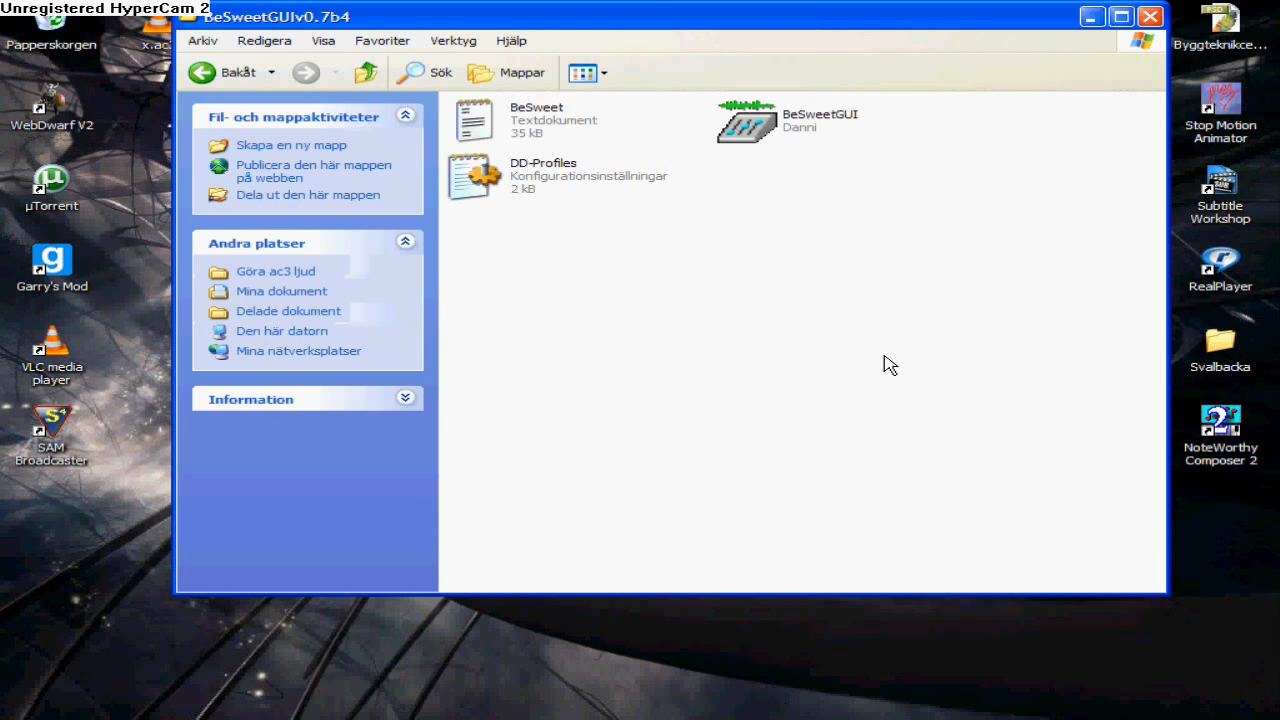 Unregistered HyperCam 2
BeSweetGUIv0.7b4
Arkiv Redigera Visa Favoriter Verktyg Hjälp
Bakåt Sök Mappar
Fil- och mappaktiviteter
Skapa en ny mapp
Publicera den här mappen
på webben
Dela ut den här mappen
Andra platser
Göra ac3 ljud
Mina dokument
Delade dokument
Den här datorn
Mina nätverksplatser
Information
BeSweet
Textdokument
35 kB
BeSweetGUI
Danni
DD-Profiles
Konfigurationsinställningar
2 kB
Papperskorgen
x.ac
WebDwarf V2
µTorrent
Garry's Mod
VLC media
player
SAM
Broadcaster
Byggteknikce...
Stop Motion
Animator
Subtitle
Workshop
RealPlayer
Svalbacka
NoteWorthy
Composer 2